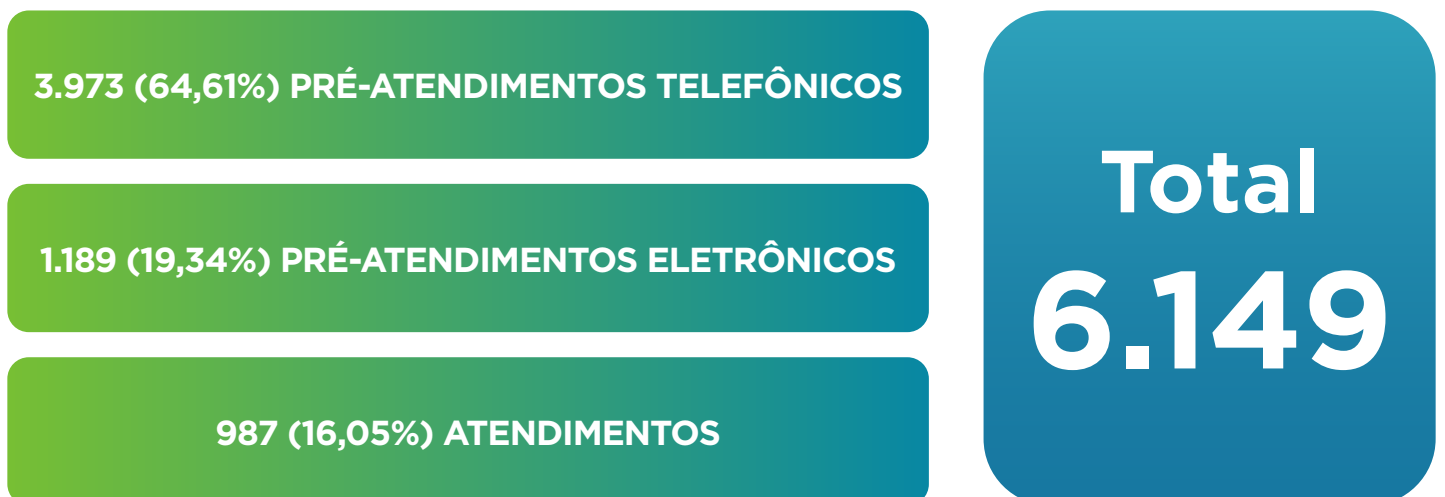 3.973 (64,61%) PRÉ-ATENDIMENTOS TELEFÔNICOS
1.189 (19,34%) PRÉ-ATENDIMENTOS ELETRÔNICOS
987 (16,05%) ATENDIMENTOS
Total
6.149